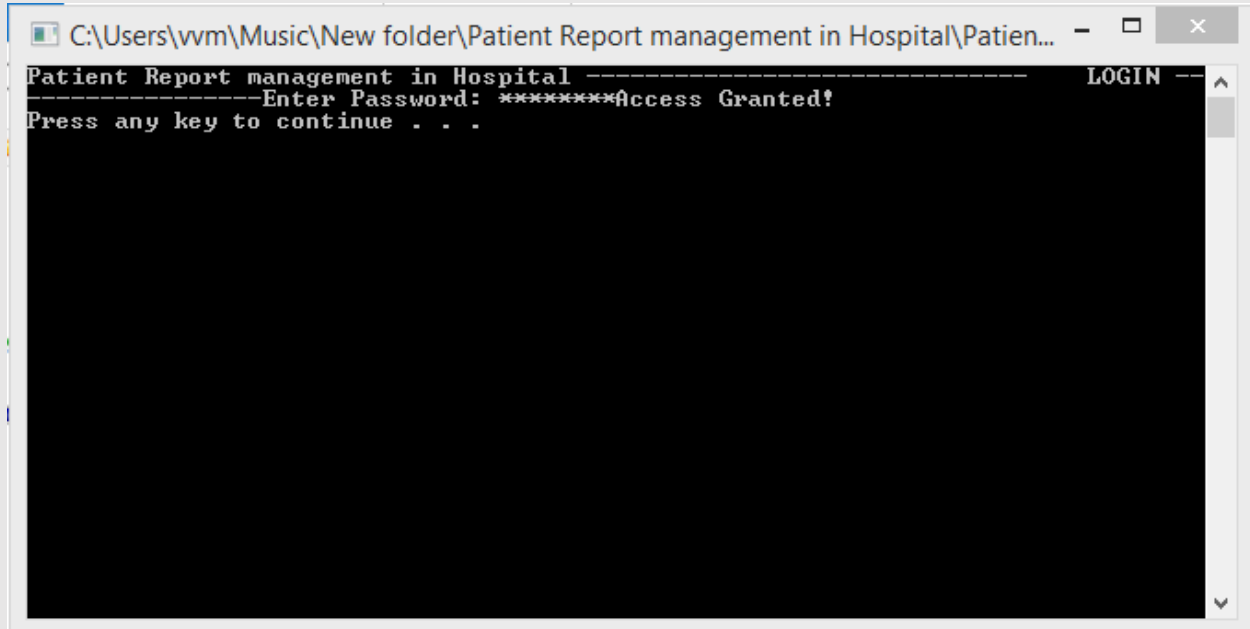 C:\Users\vvm\Music\New folder\Patient Report management in Hospital\Patien...
Patient Report management in Hospital ------------------------------    LOGIN --
----------------Enter Password: ********Access Granted!
Press any key to continue . . .